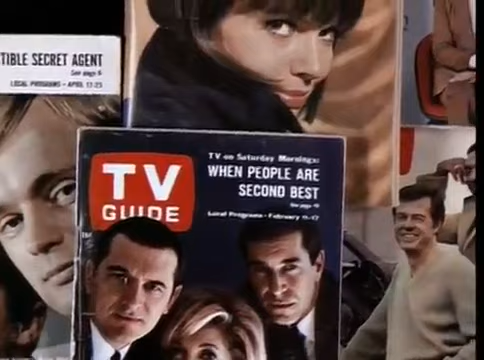 TIBLE SECRET AGENT
See page 6
LOCAL PROGRAMS • APRIL 17-23
TV
GUIDE
TV on Saturday Mornings:
WHEN PEOPLE ARE
SECOND BEST
See page
Local Programs • February 11-17